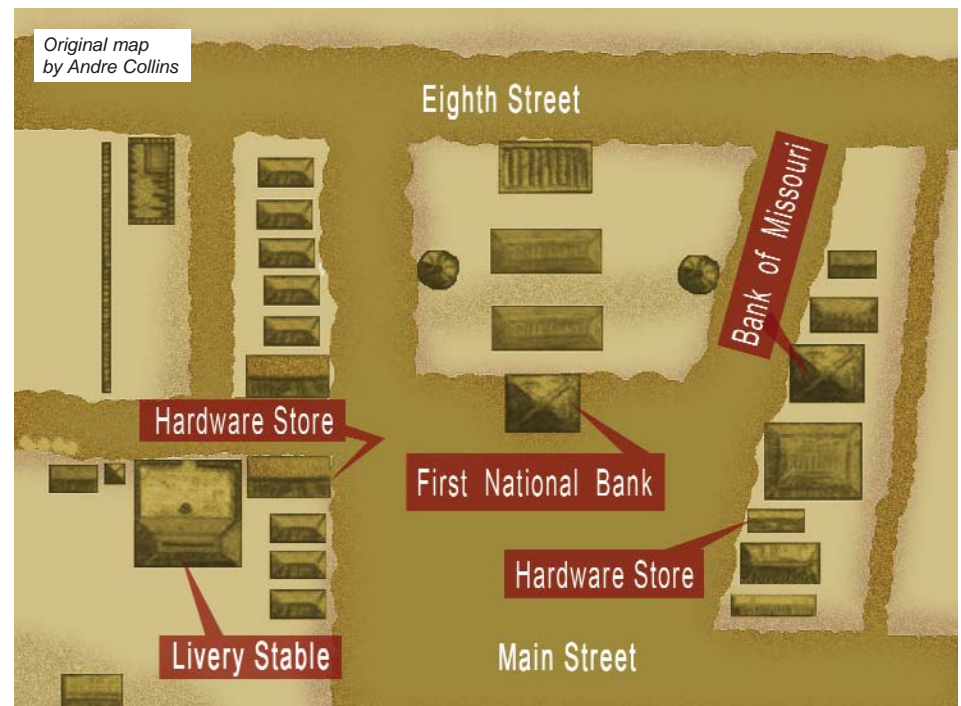 Original map
by Andre Collins
Eighth Street
Bank of Missouri
Hardware Store
First National Bank
Hardware Store
Livery Stable
Main Street